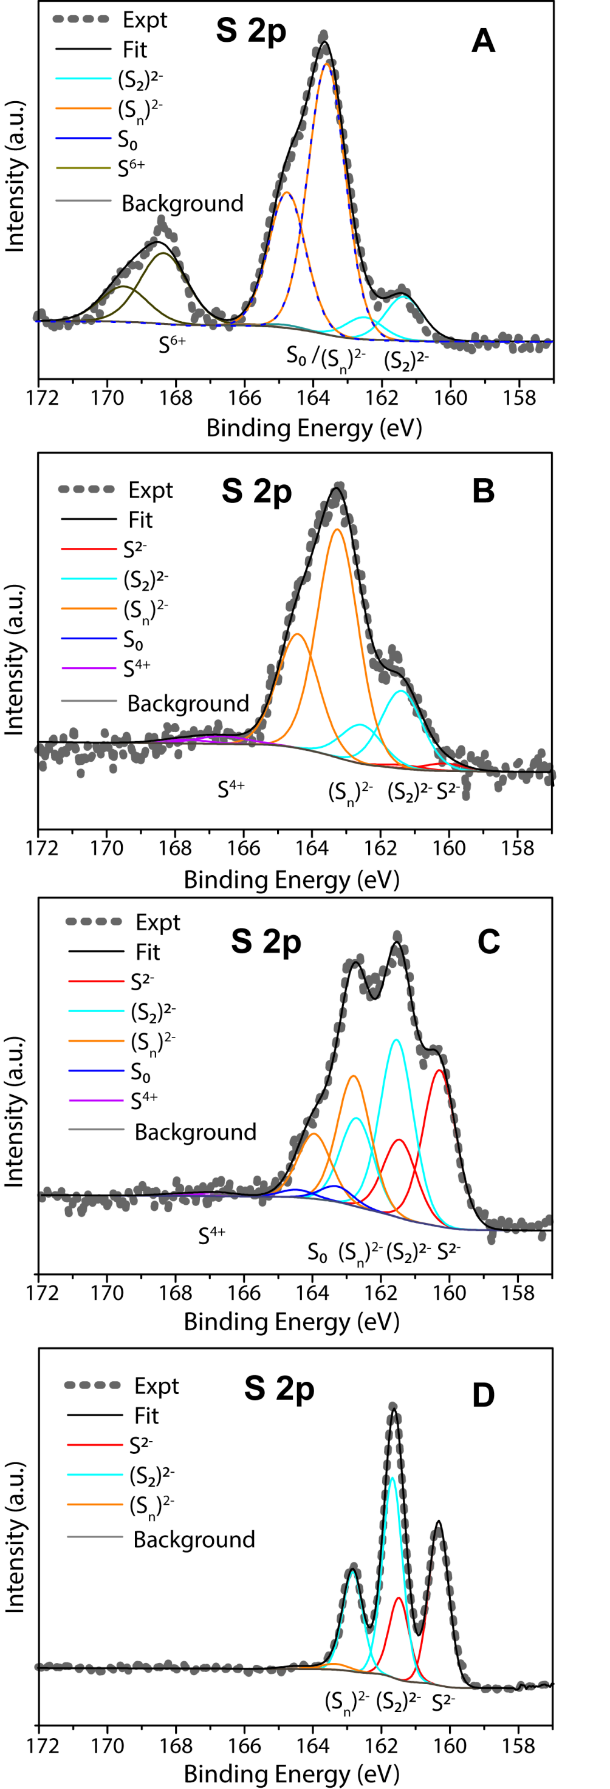 S 2p
A
Expt
Fit
(S₂)²⁻
(Sₙ)²⁻
S₀
S⁶⁺
Background
Intensity (a.u.)
S⁶⁺
S₀ /(Sₙ)²⁻
(S₂)²⁻
172 170 168 166 164 162 160 158
Binding Energy (eV)
S 2p
B
Expt
Fit
S²⁻
(S₂)²⁻
(Sₙ)²⁻
S₀
S⁴⁺
Background
Intensity (a.u.)
S⁴⁺
(Sₙ)²⁻
(S₂)²⁻
S²⁻
172 170 168 166 164 162 160 158
Binding Energy (eV)
S 2p
C
Expt
Fit
S²⁻
(S₂)²⁻
(Sₙ)²⁻
S₀
S⁴⁺
Background
Intensity (a.u.)
S⁴⁺
S₀
(Sₙ)²⁻
(S₂)²⁻
S²⁻
172 170 168 166 164 162 160 158
Binding Energy (eV)
S 2p
D
Expt
Fit
S²⁻
(S₂)²⁻
(Sₙ)²⁻
Background
Intensity (a.u.)
(Sₙ)²⁻
(S₂)²⁻
S²⁻
172 170 168 166 164 162 160 158
Binding Energy (eV)